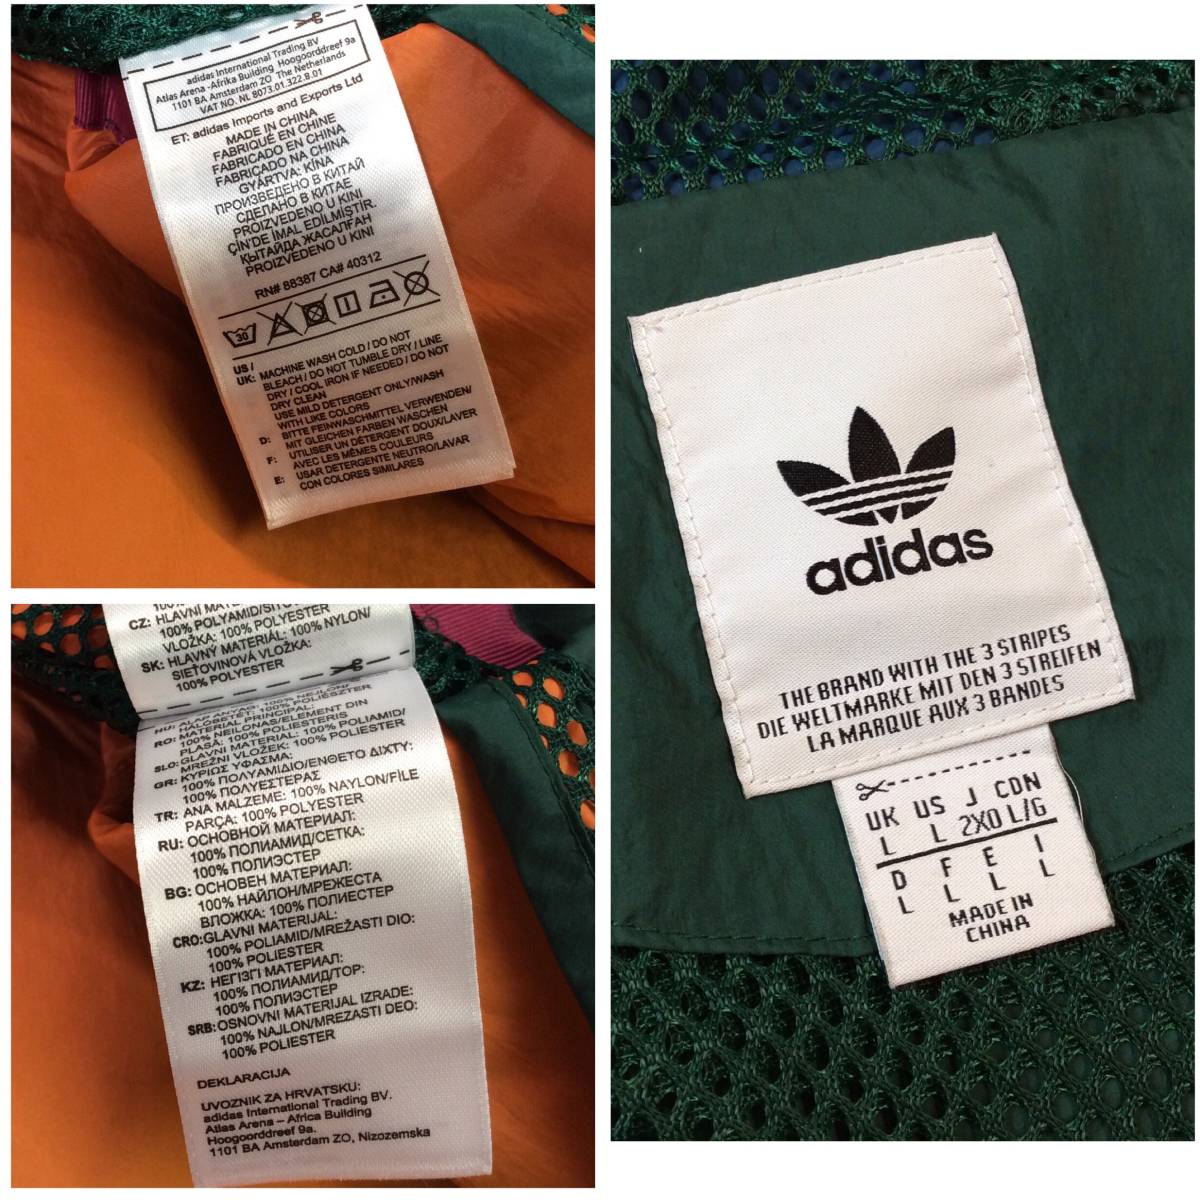 adidas International Trading BV
Atlas Arena -Afrika Building Hoogoorddreef 9a
1101 BA Amsterdam ZO The Netherlands
VAT NO. NL 8073.01.322.B.01
ET: adidas Imports and Exports Ltd
MADE IN CHINA
FABRIQUÉ EN CHINE
FABRICADO EN CHINA
FABRICADO NA CHINA
GYÁRTVA: KÍNA
ПРОИЗВЕДЕНО В КИТАЙ
СДЕЛАНО В КИТАЕ
PROIZVEDENO U KINI
ÇİN'DE İMAL EDİLMİŞTİR.
ҚЫТАЙДА ЖАСАЛҒАН
PROIZVEDENO U KINI
RN# 88387 CA# 40312
30
US /
UK: MACHINE WASH COLD / DO NOT
BLEACH / DO NOT TUMBLE DRY / LINE
DRY / COOL IRON IF NEEDED / DO NOT
DRY CLEAN
USE MILD DETERGENT ONLY/WASH
WITH LIKE COLORS
D: BITTE FEINWASCHMITTEL VERWENDEN/
MIT GLEICHEN FARBEN WASCHEN
F: UTILISER UN DÉTERGENT DOUX/LAVER
AVEC LES MÊMES COULEURS
E: USAR DETERGENTE NEUTRO/LAVAR
CON COLORES SIMILARES
CZ: HLAVNÍ
100% POLYAMID/
VLOŽKA: 100% POLYESTER
SK: HLAVNÝ MATERIÁL: 100% NYLON/
SIEŤOVINOVÁ VLOŽKA:
100% POLYESTER
HU: ALAP ANYAG: 100% NEJLON/
HÁLÓBETÉT: 100% POLIÉSZTER
RO: MATERIAL PRINCIPAL:
100% NEILONAS/ELEMENT DIN
PLASĂ: 100% POLIESTERIS
SLO: GLAVNI MATERIAL: 100% POLIAMID/
MREŽNI VLOŽEK: 100% POLIESTER
GR: ΚΥΡΙΩΣ ΥΦΑΣΜΑ:
100% ΠΟΛΥΑΜΙΔΙΟ/ΕΝΘΕΤΟ ΔΙΧΤΥ:
100% ΠΟΛΥΕΣΤΕΡΑΣ
TR: ANA MALZEME: 100% NAYLON/FİLE
PARÇA: 100% POLYESTER
RU: ОСНОВНОЙ МАТЕРИАЛ:
100% ПОЛИАМИД/СЕТКА:
100% ПОЛИЭСТЕР
BG: ОСНОВЕН МАТЕРИАЛ:
100% НАЙЛОН/МРЕЖЕСТА
ВЛОЖКА: 100% ПОЛИЕСТЕР
CRO: GLAVNI MATERIJAL:
100% POLIAMID/MREŽASTI DIO:
100% POLIESTER
KZ: НЕГІЗГІ МАТЕРИАЛ:
100% ПОЛИАМИД/ТОР:
100% ПОЛИЭСТЕР
SRB: OSNOVNI MATERIJAL IZRADE:
100% NAJLON/MREZASTI DEO:
100% POLIESTER
DEKLARACIJA
UVOZNIK ZA HRVATSKU:
adidas International Trading BV.
Atlas Arena – Africa Building
Hoogoorddreef 9a.
1101 BA Amsterdam ZO, Nizozemska
adidas
THE BRAND WITH THE 3 STRIPES
DIE WELTMARKE MIT DEN 3 STREIFEN
LA MARQUE AUX 3 BANDES
UK US J CDN
L L 2XO L/G
D F E I
L L L L
MADE IN
CHINA